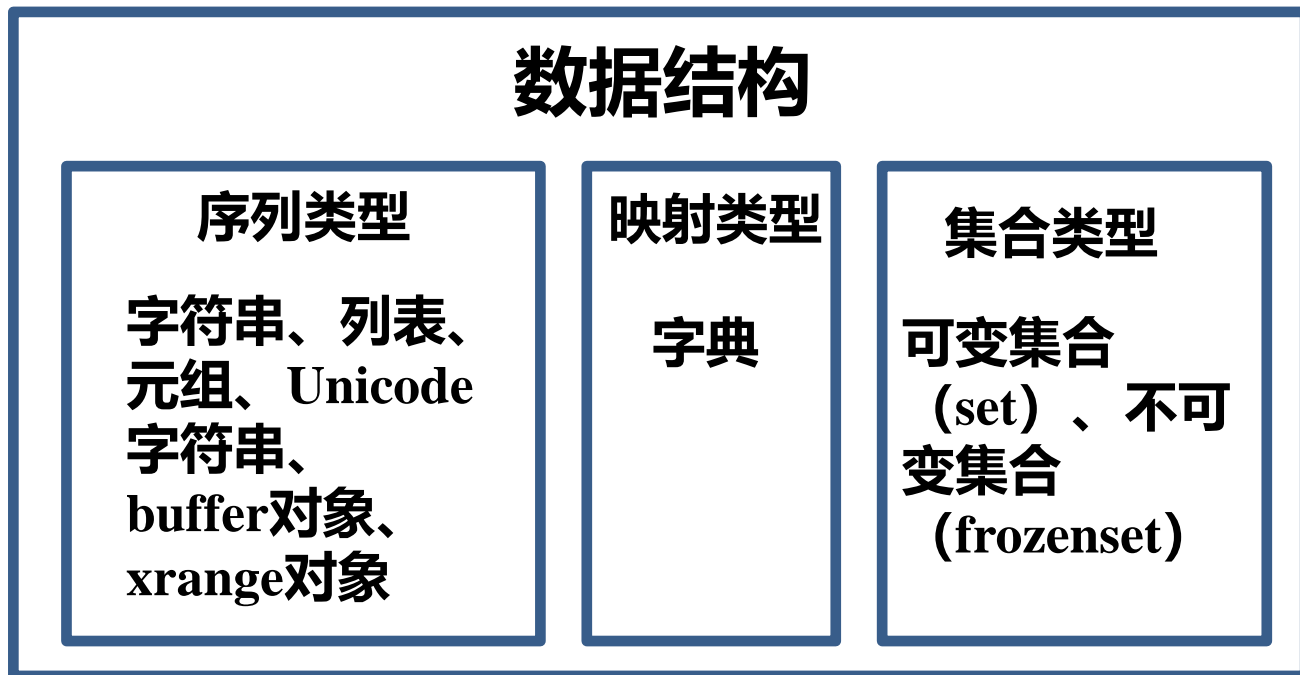 数据结构
序列类型
字符串、列表、
元组、Unicode
字符串、
buffer对象、
xrange对象
映射类型
字典
集合类型
可变集合
（set）、不可
变集合
（frozenset）